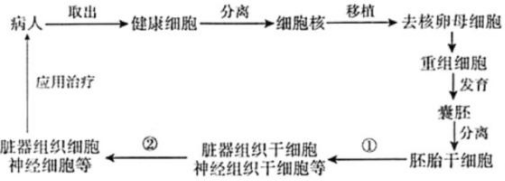 病人 取出 健康细胞 分离 细胞核 移植 去核卵母细胞
重组细胞
发育
应用治疗
囊胚
分离
脏器组织细胞 ② 脏器组织干细胞 ① 胚胎干细胞
神经细胞等 神经组织干细胞等